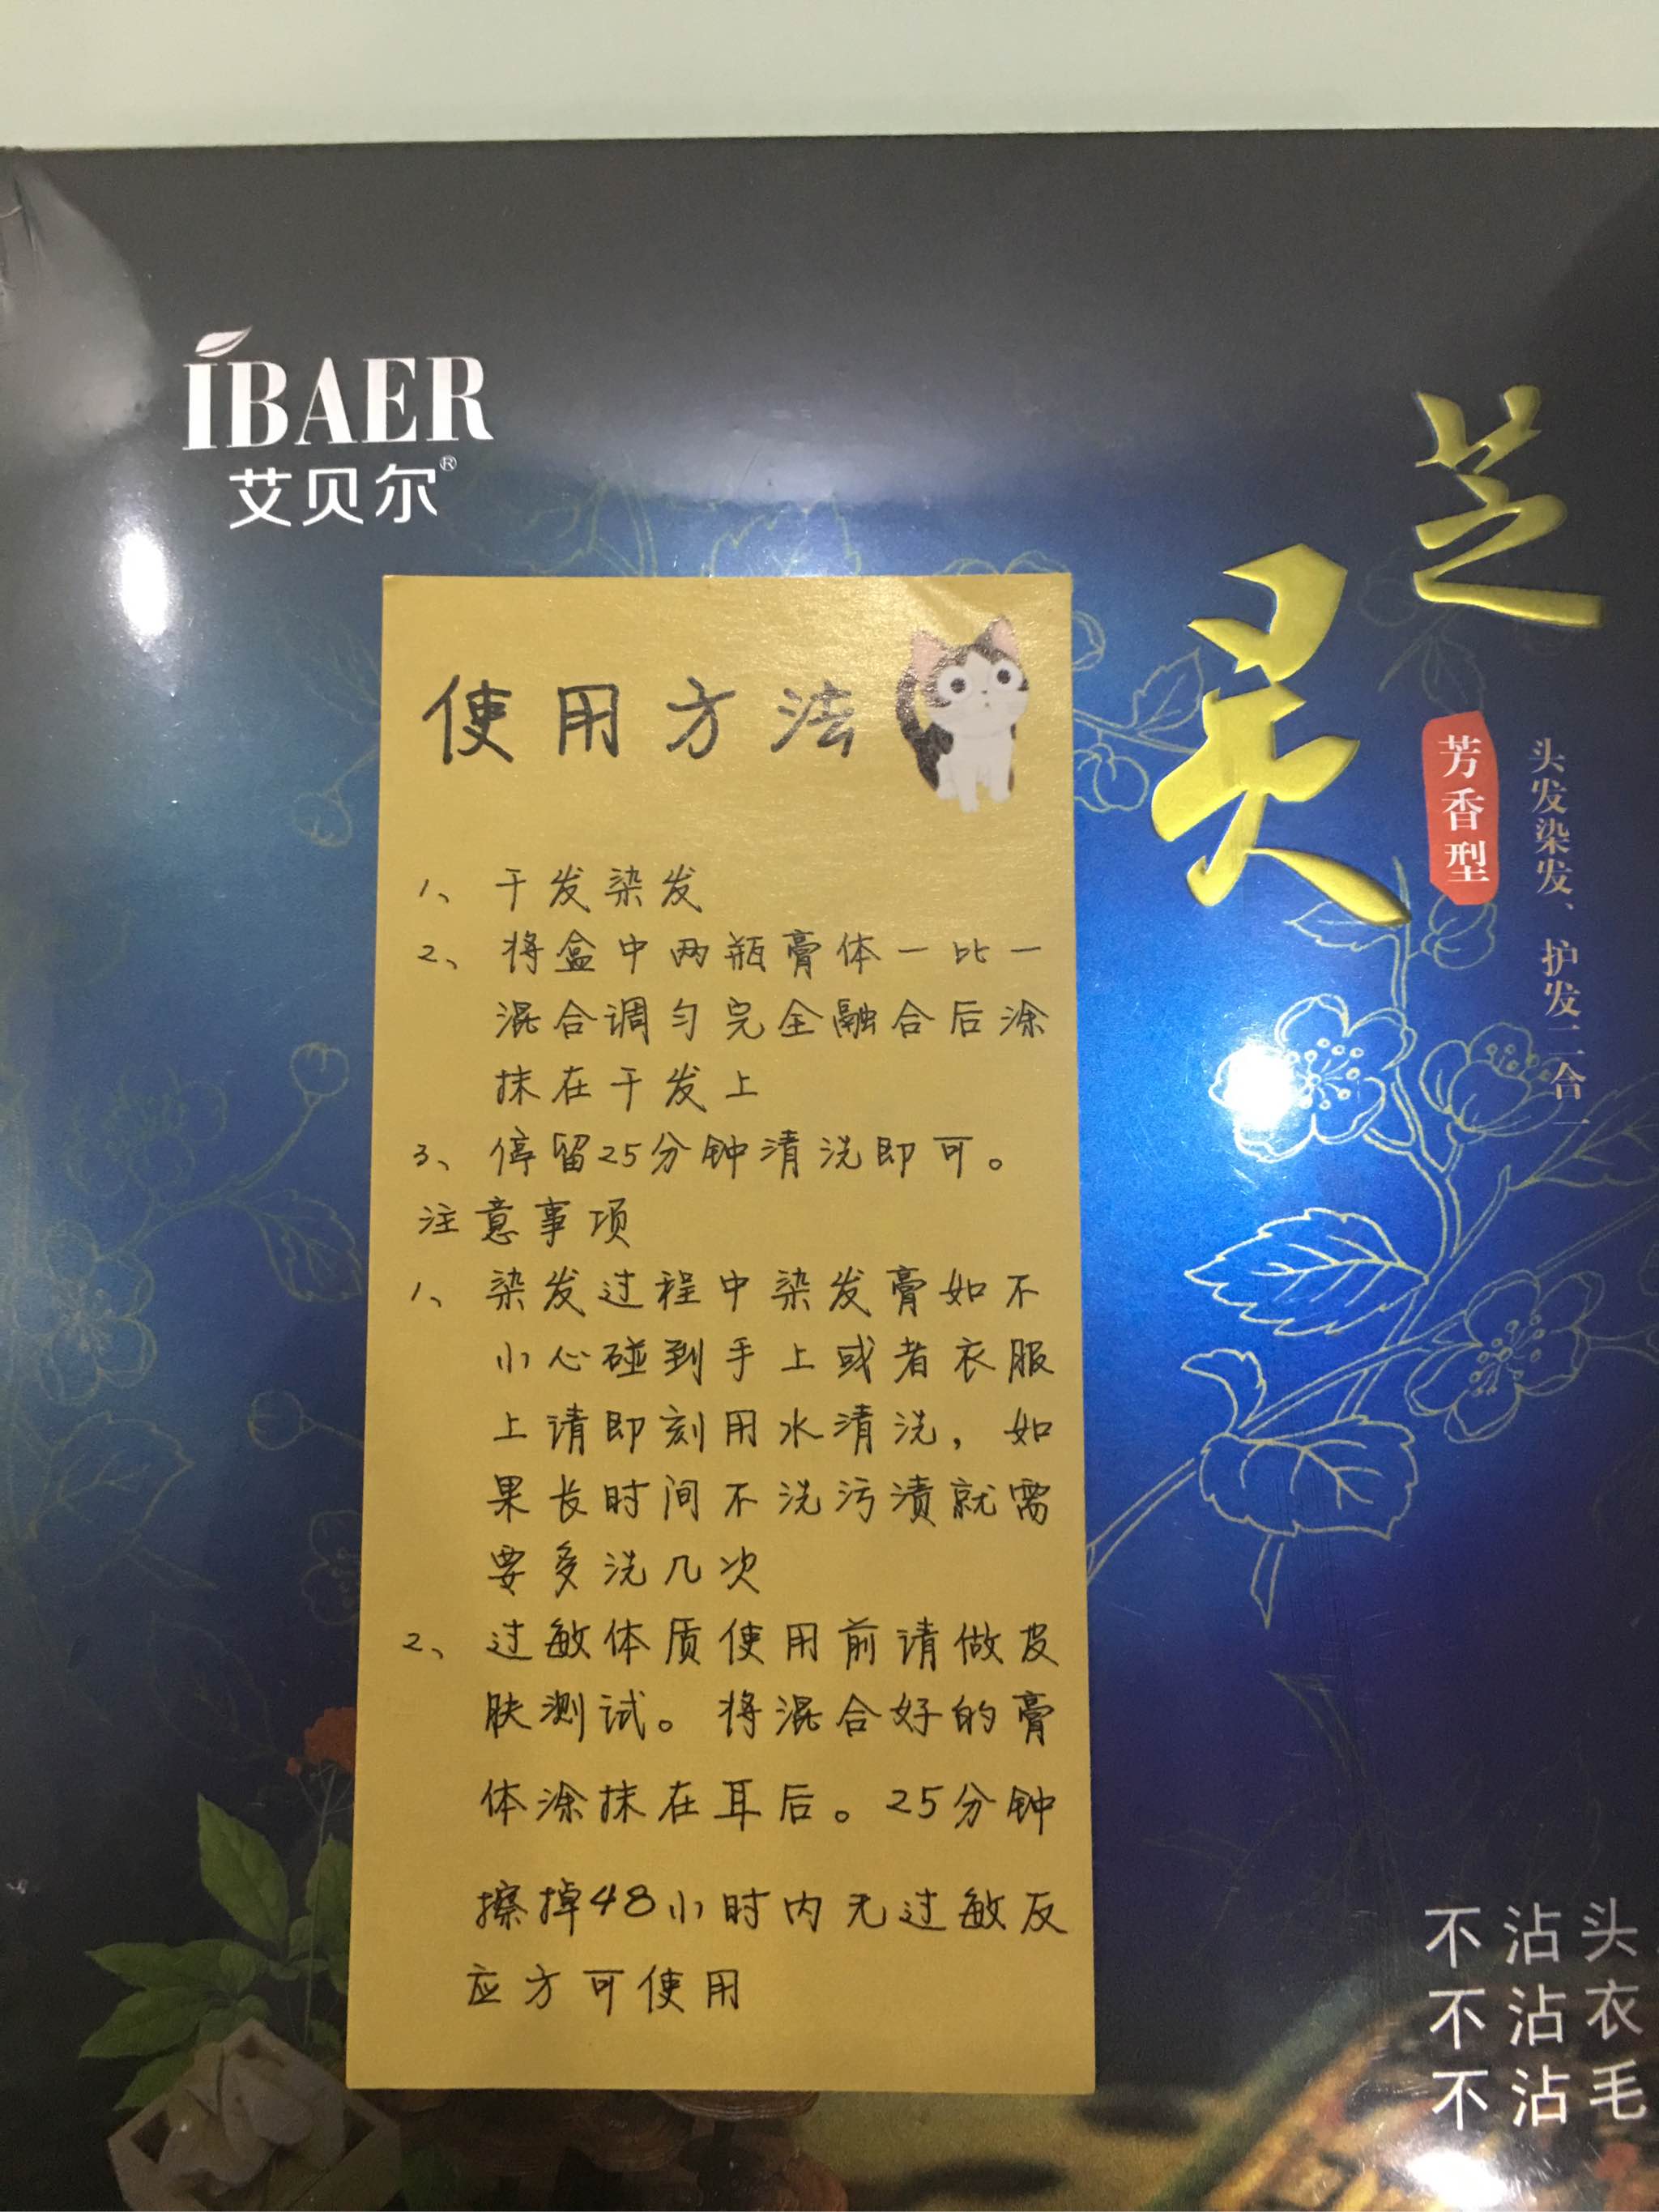 IBAER
艾贝尔®
灵芝
芳香型
头发染发、护发二合一
使用方法
1、干发染发
2、将盒中两瓶膏体一比一
混合调匀完全融合后涂
抹在干发上
3、停留25分钟清洗即可。
注意事项
1、染发过程中染发膏如不
小心碰到手上或者衣服
上请即刻用水清洗，如
果长时间不洗污渍就需
要多洗几次
2、过敏体质使用前请做皮
肤测试。将混合好的膏
体涂抹在耳后。25分钟
擦掉48小时内无过敏反
应方可使用
不沾头
不沾衣
不沾毛